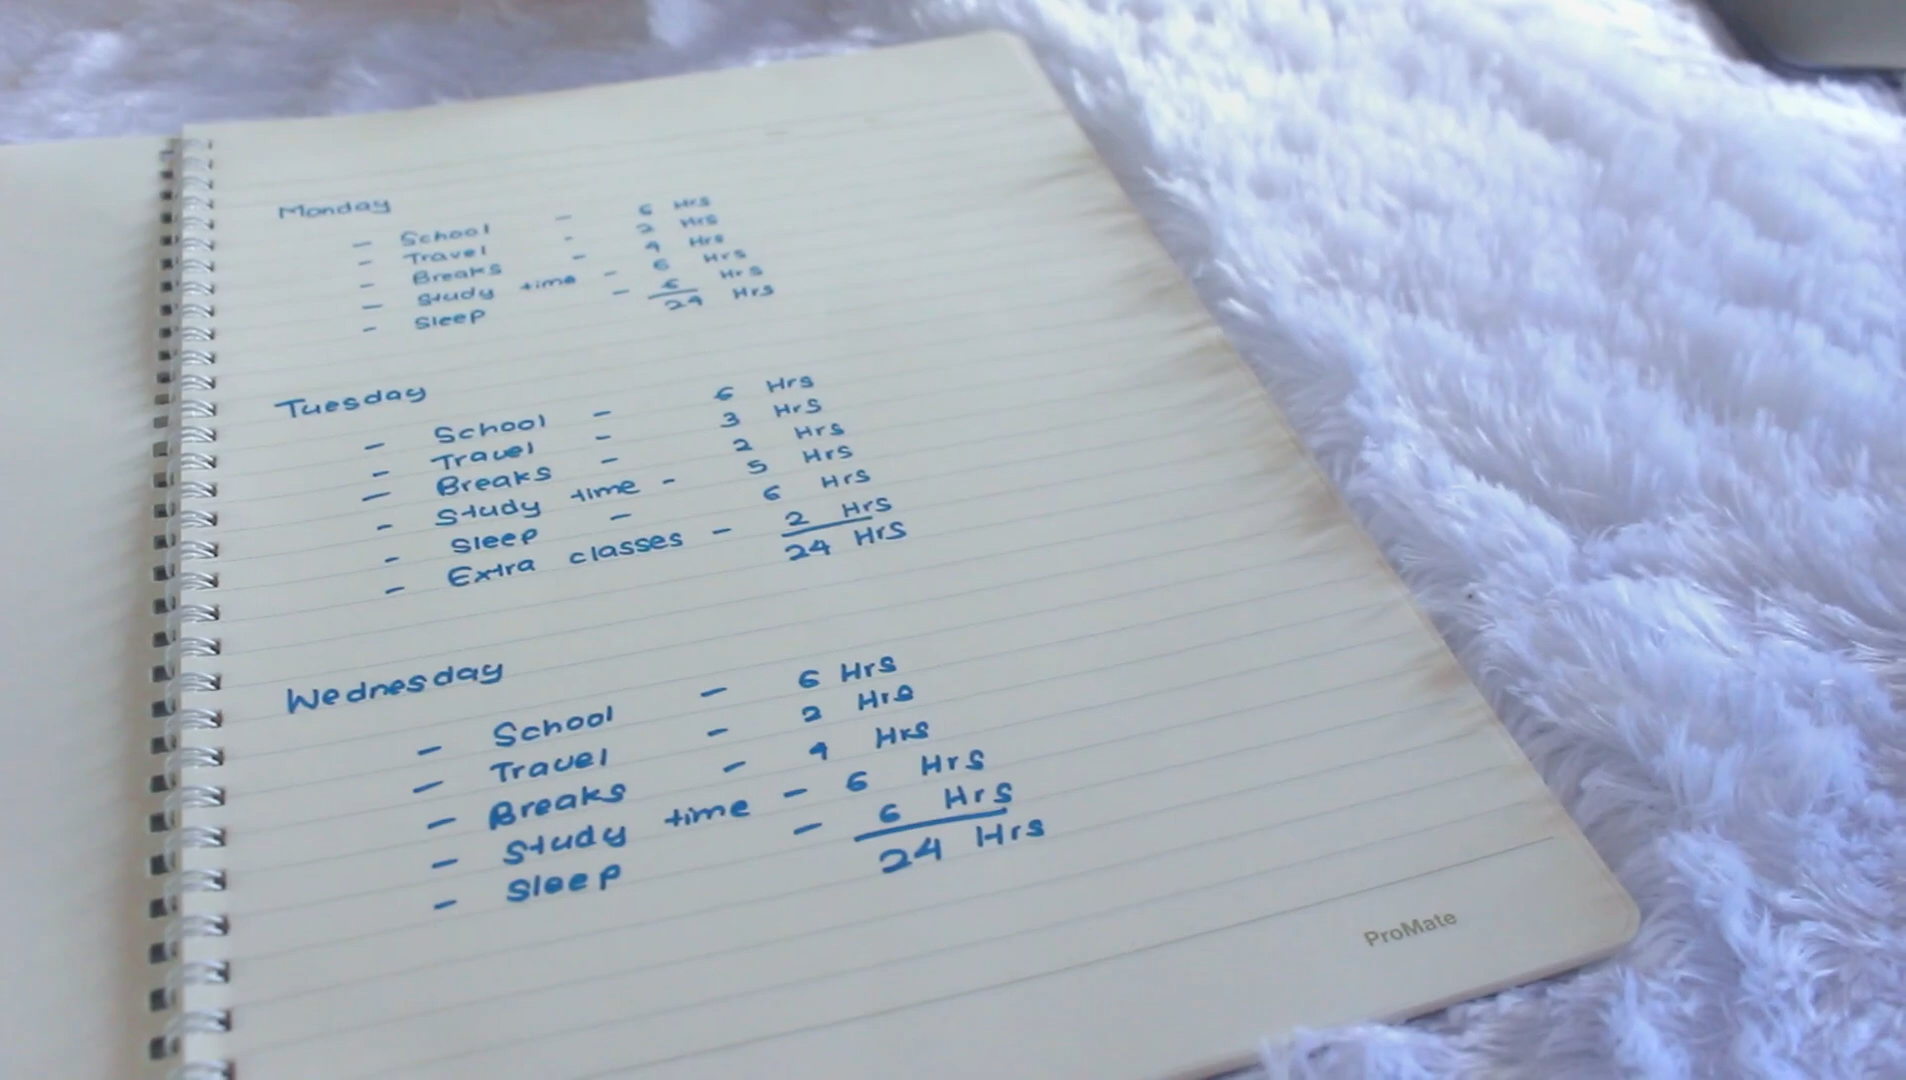 Monday
- School - 6 Hrs
- Travel - 2 Hrs
- Breaks - 4 Hrs
- Study time - 6 Hrs
- Sleep - 6 Hrs
24 Hrs
Tuesday
- School - 6 Hrs
- Travel - 3 Hrs
- Breaks - 2 Hrs
- Study time - 5 Hrs
- Sleep - 6 Hrs
- Extra classes - 2 Hrs
24 Hrs
Wednesday
- School - 6 Hrs
- Travel - 2 Hrs
- Breaks - 4 Hrs
- Study time - 6 Hrs
- Sleep - 6 Hrs
24 Hrs
ProMate